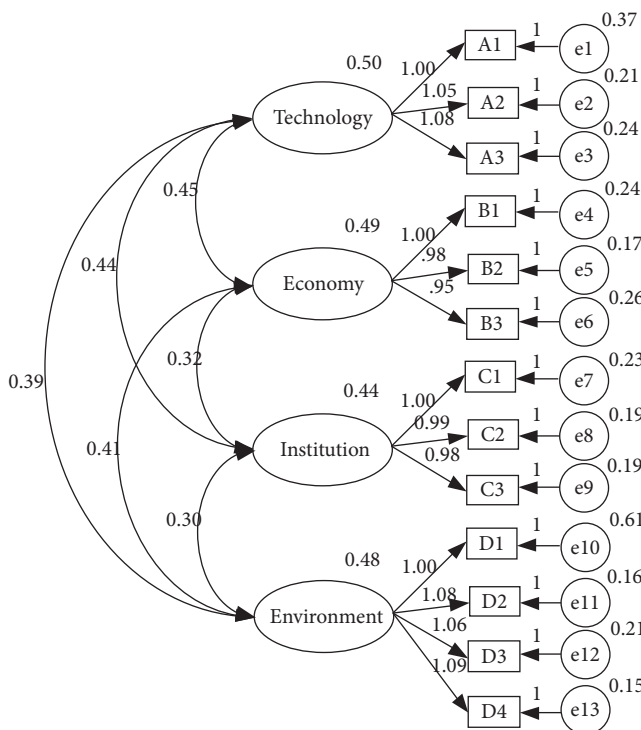 0.37
A1 1 e1
0.50 1.00
0.21
1.05 A2 1 e2
Technology 1.08
0.24
A3 1 e3
0.45
0.24
B1 1 e4
0.49 1.00
0.17
.98 B2 1 e5
0.44 Economy .95
0.26
B3 1 e6
0.32
0.39
0.23
C1 1 e7
0.44 1.00
0.19
0.99 C2 1 e8
0.41 Institution 0.98
0.19
C3 1 e9
0.30
0.61
D1 1 e10
0.48 1.00
0.16
1.08 D2 1 e11
Environment 1.06
0.21
D3 1 e12
1.09
0.15
D4 1 e13